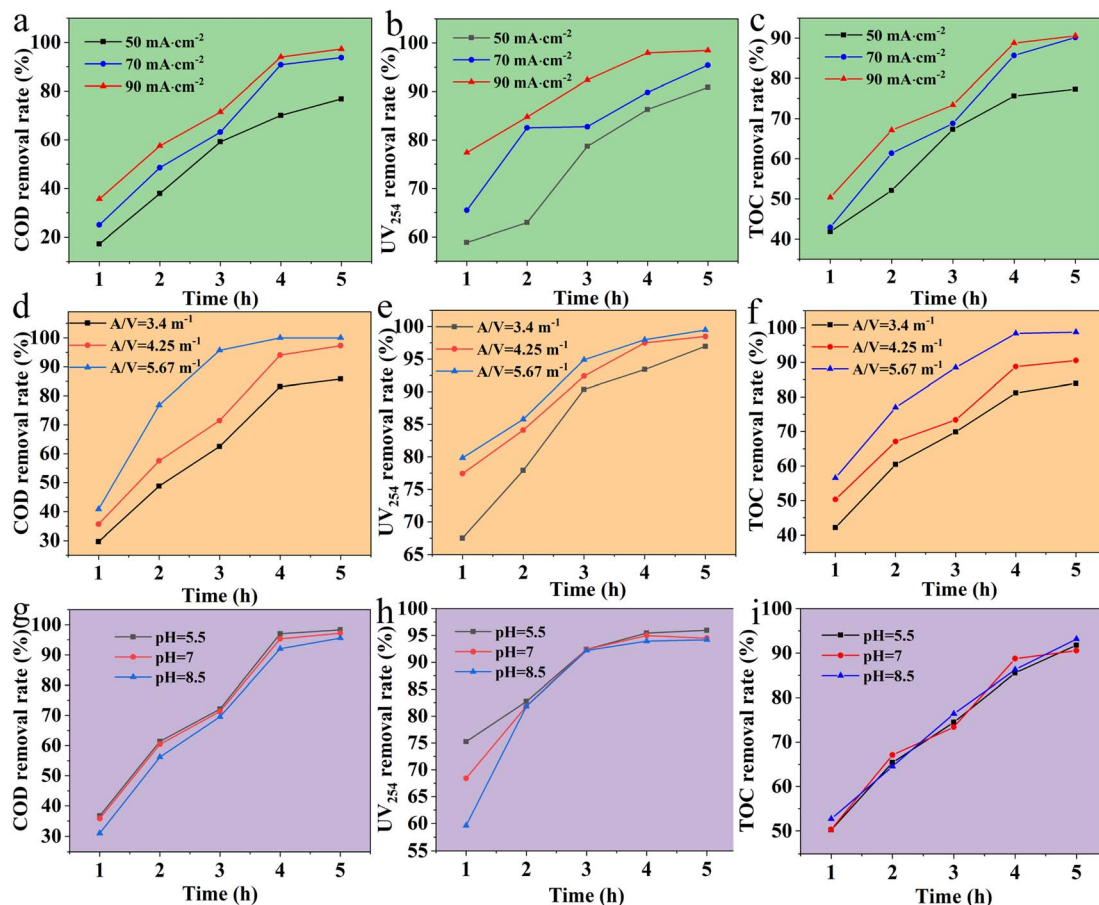 a
COD removal rate (%)
100
80
60
40
20
50 mA·cm⁻²
70 mA·cm⁻²
90 mA·cm⁻²
1 2 3 4 5
Time (h)
b
UV₂₅₄ removal rate (%)
100
90
80
70
60
50 mA·cm⁻²
70 mA·cm⁻²
90 mA·cm⁻²
1 2 3 4 5
Time (h)
c
TOC removal rate (%)
90
80
70
60
50
40
50 mA·cm⁻²
70 mA·cm⁻²
90 mA·cm⁻²
1 2 3 4 5
Time (h)
d
COD removal rate (%)
100
90
80
70
60
50
40
30
A/V=3.4 m⁻¹
A/V=4.25 m⁻¹
A/V=5.67 m⁻¹
1 2 3 4 5
Time (h)
e
UV₂₅₄ removal rate (%)
100
95
90
85
80
75
70
65
A/V=3.4 m⁻¹
A/V=4.25 m⁻¹
A/V=5.67 m⁻¹
1 2 3 4 5
Time (h)
f
TOC removal rate (%)
100
90
80
70
60
50
40
A/V=3.4 m⁻¹
A/V=4.25 m⁻¹
A/V=5.67 m⁻¹
1 2 3 4 5
Time (h)
g
COD removal rate (%)
100
90
80
70
60
50
40
30
pH=5.5
pH=7
pH=8.5
1 2 3 4 5
Time (h)
h
UV₂₅₄ removal rate (%)
100
95
90
85
80
75
70
65
60
55
pH=5.5
pH=7
pH=8.5
1 2 3 4 5
Time (h)
i
TOC removal rate (%)
100
90
80
70
60
50
pH=5.5
pH=7
pH=8.5
1 2 3 4 5
Time (h)